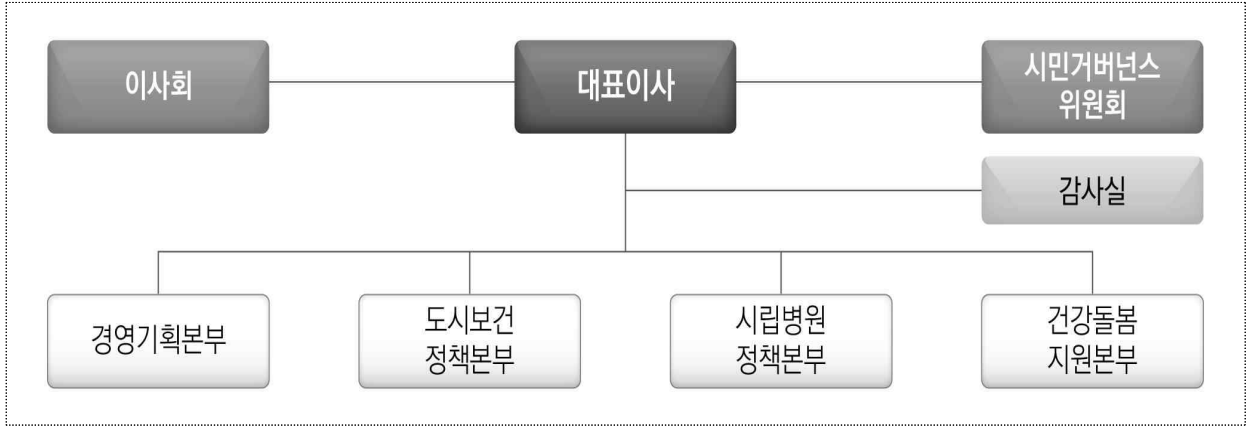 이사회
대표이사
시민거버넌스
위원회
감사실
경영기획본부
도시보건
정책본부
시립병원
정책본부
건강돌봄
지원본부